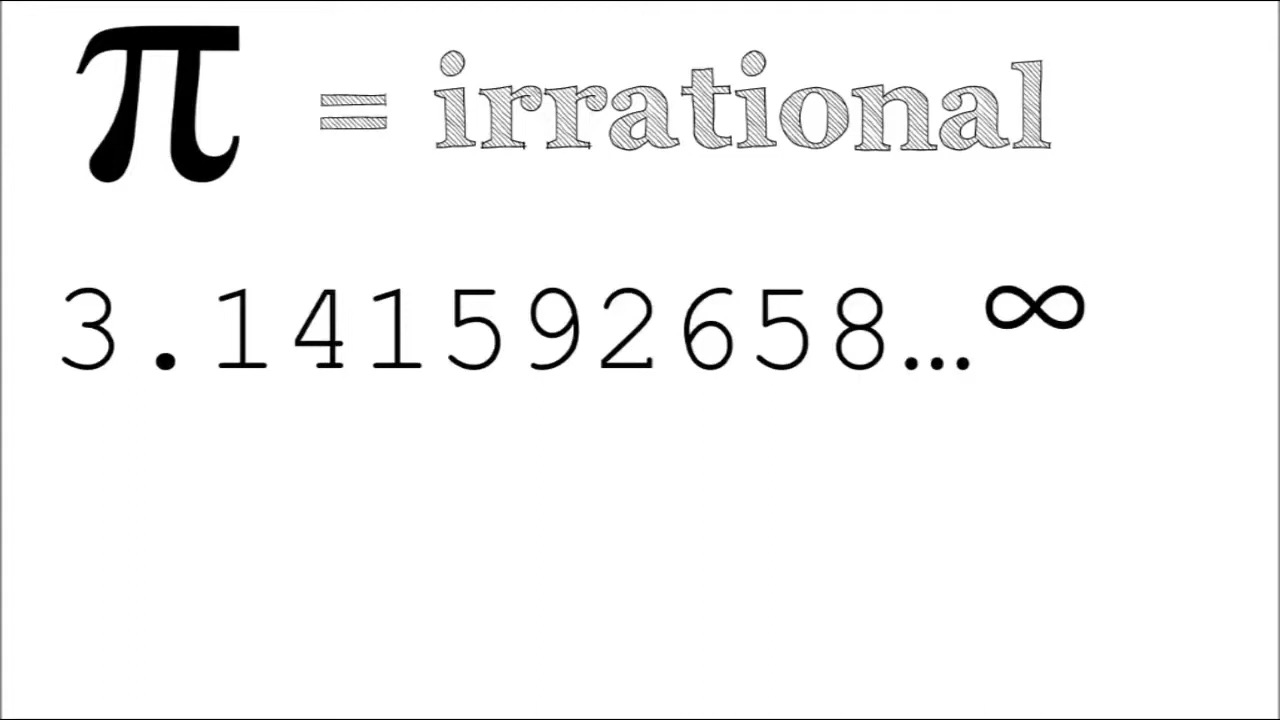 π = irrational
3.141592658...∞